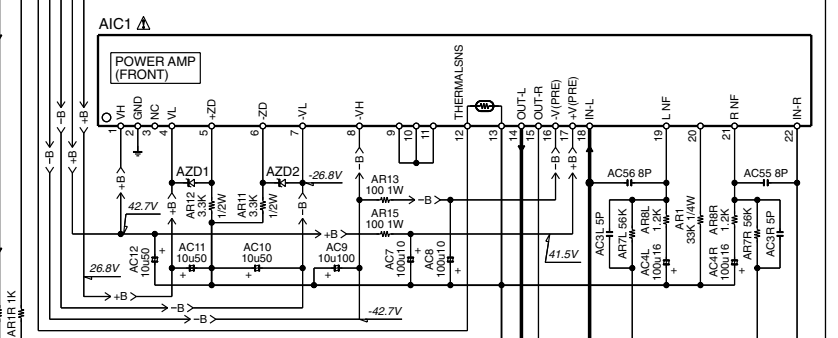 AIC1
POWER AMP
(FRONT)
VH
GND
NC
VL
+ZD
-ZD
-VL
-VH
THERMALSNS
OUT-L
OUT-R
-V(PRE)
+V(PRE)
IN-L
L NF
R NF
IN-R
1
2
3
4
5
6
7
8
9
10
11
12
13
14
15
16
17
18
19
20
21
22
-B
+B
-B
+B
AZD1
AZD2
-26.8V
AR12
3.3K
1/2W
AR11
3.3K
1/2W
+B
+B
-B
-B
-B
+B
AR13
100 1W
-B
AR15
100 1W
+B
AC56 8P
AC55 8P
42.7V
26.8V
41.5V
-42.7V
AC12
10u50
AC11
10u50
AC10
10u50
AC9
10u100
AC7
100u10
AC8
100u10
AC3L 5P
AR7L 56K
AR8L
1.2K
AC4L
100u16
AR1
33K 1/4W
AR8R
1.2K
AC4R
100u16
AR7R 56K
AC3R 5P
+B
-B
-B
AR1R 1K